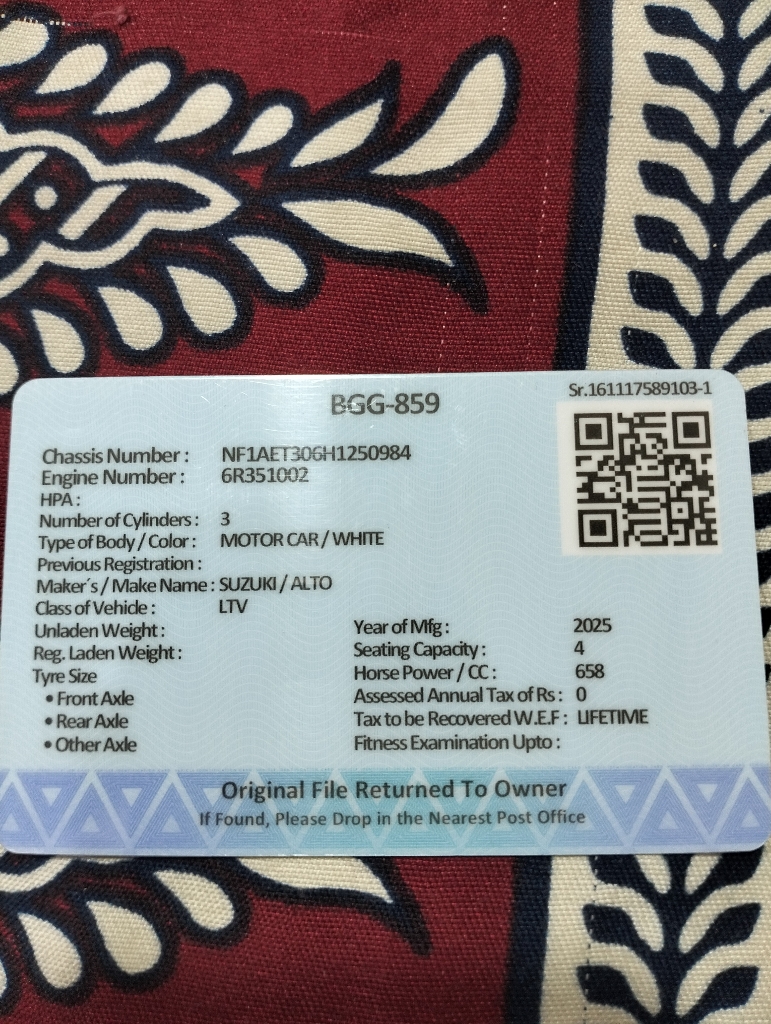 BGG-859
Sr.161117589103-1
Chassis Number : NF1AET306H1250984
Engine Number : 6R351002
HPA :
Number of Cylinders : 3
Type of Body / Color : MOTOR CAR / WHITE
Previous Registration :
Maker´s / Make Name : SUZUKI / ALTO
Class of Vehicle : LTV
Unladen Weight : Year of Mfg : 2025
Reg. Laden Weight : Seating Capacity : 4
Tyre Size Horse Power / CC : 658
• Front Axle Assessed Annual Tax of Rs : 0
• Rear Axle Tax to be Recovered W.E.F : LIFETIME
• Other Axle Fitness Examination Upto :
Original File Returned To Owner
If Found, Please Drop in the Nearest Post Office